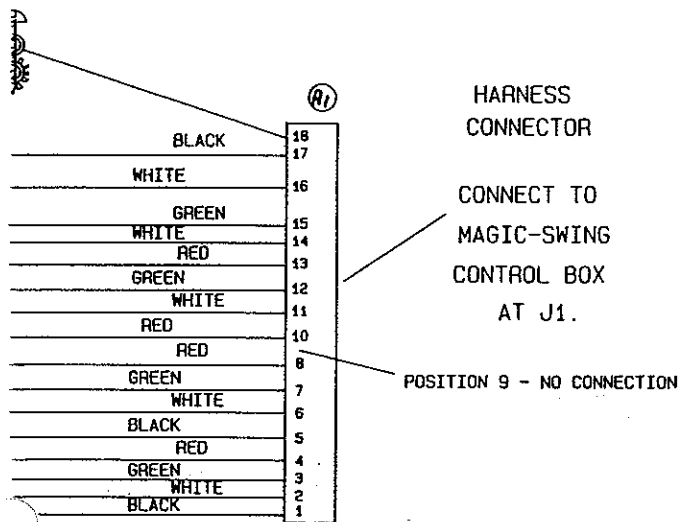 A1
HARNESS
CONNECTOR
18
BLACK
17
WHITE
16
CONNECT TO
MAGIC-SWING
CONTROL BOX
AT J1.
GREEN
15
WHITE
14
RED
13
GREEN
12
WHITE
11
RED
10
RED
8
POSITION 9 - NO CONNECTION
GREEN
7
WHITE
6
BLACK
5
RED
4
GREEN
3
WHITE
2
BLACK
1